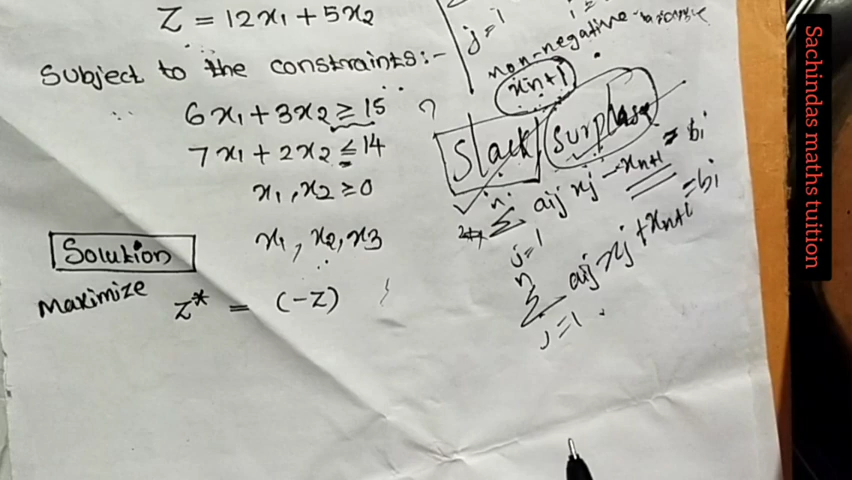 Z = 12x₁ + 5x₂
Subject to the constraints:-
∵ 6x₁ + 3x₂ ≥ 15 ?
7x₁ + 2x₂ ≤ 14
x₁, x₂ ≥ 0
x₁, x₂, x₃
Solution
Maximize Z* = (-Z)
j=1
non-negative
xn+1
Slack
Surplus
n
Σ aij xj - xn+1 = bi
j=1
n
Σ aij xj + xn+i = bi
j=1
Sachindas maths tuition